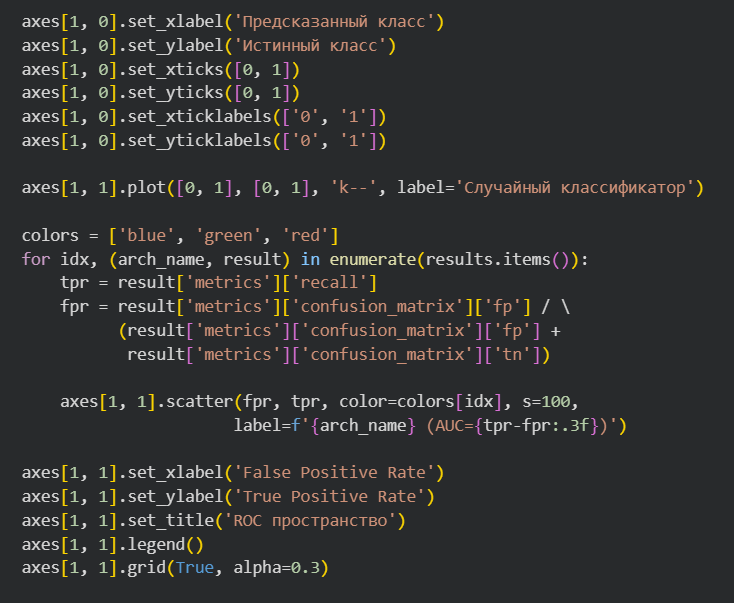 axes[1, 0].set_xlabel('Предсказанный класс')
axes[1, 0].set_ylabel('Истинный класс')
axes[1, 0].set_xticks([0, 1])
axes[1, 0].set_yticks([0, 1])
axes[1, 0].set_xticklabels(['0', '1'])
axes[1, 0].set_yticklabels(['0', '1'])

axes[1, 1].plot([0, 1], [0, 1], 'k--', label='Случайный классификатор')

colors = ['blue', 'green', 'red']
for idx, (arch_name, result) in enumerate(results.items()):
    tpr = result['metrics']['recall']
    fpr = result['metrics']['confusion_matrix']['fp'] / \
          (result['metrics']['confusion_matrix']['fp'] +
           result['metrics']['confusion_matrix']['tn'])

    axes[1, 1].scatter(fpr, tpr, color=colors[idx], s=100,
                      label=f'{arch_name} (AUC={tpr-fpr:.3f})')

axes[1, 1].set_xlabel('False Positive Rate')
axes[1, 1].set_ylabel('True Positive Rate')
axes[1, 1].set_title('ROC пространство')
axes[1, 1].legend()
axes[1, 1].grid(True, alpha=0.3)